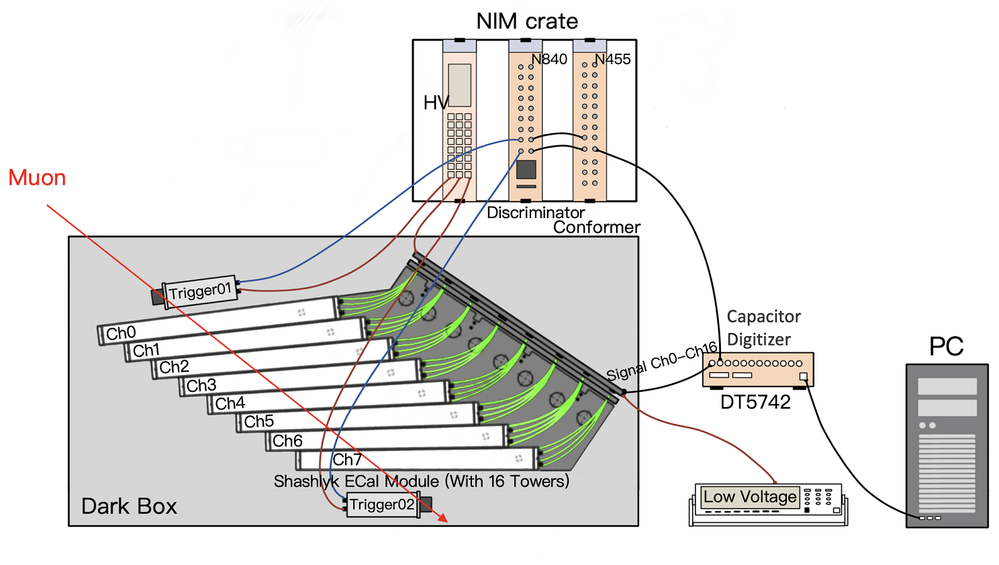 NIM crate
N840
N455
HV
Muon
Discriminator
Conformer
Trigger01
Ch0
Ch1
Ch2
Ch3
Ch4
Ch5
Ch6
Ch7
Shashlyk ECal Module (With 16 Towers)
Trigger02
Dark Box
Signal Ch0-Ch16
Capacitor
Digitizer
DT5742
Low Voltage
PC